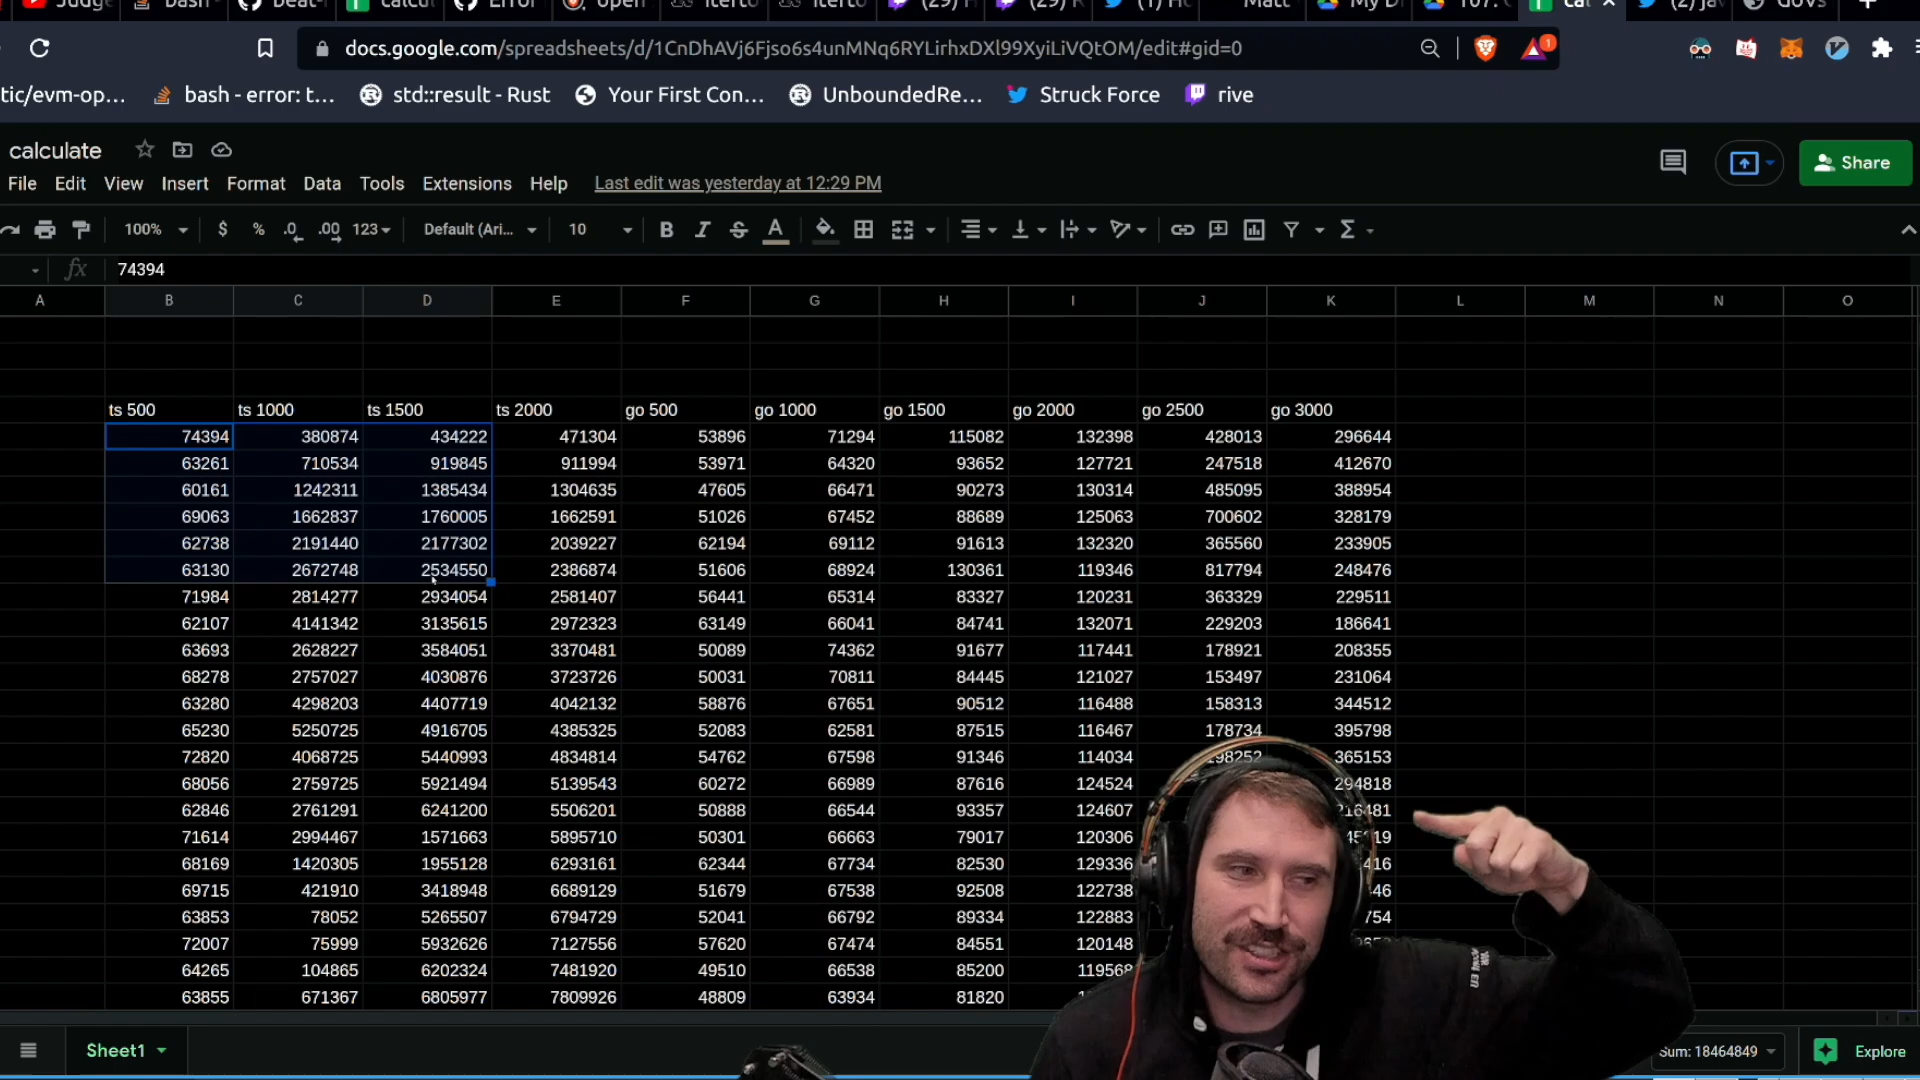 docs.google.com/spreadsheets/d/1CnDhAVj6Fjso6s4unMNq6RYLirhxDXl99XyiLiVQtOM/edit#gid=0
1
tic/evm-op... bash - error: t... std::result - Rust Your First Con... UnboundedRe... Struck Force rive
calculate
Share
File Edit View Insert Format Data Tools Extensions Help Last edit was yesterday at 12:29 PM
100% $ % .0 .00 123 Default (Ari... 10 B I S A
fx 74394
A B C D E F G H I J K L M N O
ts 500 ts 1000 ts 1500 ts 2000 go 500 go 1000 go 1500 go 2000 go 2500 go 3000
74394 380874 434222 471304 53896 71294 115082 132398 428013 296644
63261 710534 919845 911994 53971 64320 93652 127721 247518 412670
60161 1242311 1385434 1304635 47605 66471 90273 130314 485095 388954
69063 1662837 1760005 1662591 51026 67452 88689 125063 700602 328179
62738 2191440 2177302 2039227 62194 69112 91613 132320 365560 233905
63130 2672748 2534550 2386874 51606 68924 130361 119346 817794 248476
71984 2814277 2934054 2581407 56441 65314 83327 120231 363329 229511
62107 4141342 3135615 2972323 63149 66041 84741 132071 229203 186641
63693 2628227 3584051 3370481 50089 74362 91677 117441 178921 208355
68278 2757027 4030876 3723726 50031 70811 84445 121027 153497 231064
63280 4298203 4407719 4042132 58876 67651 90512 116488 158313 344512
65230 5250725 4916705 4385325 52083 62581 87515 116467 178734 395798
72820 4068725 5440993 4834814 54762 67598 91346 114034 198252 365153
68056 2759725 5921494 5139543 60272 66989 87616 124524 294818
62846 2761291 6241200 5506201 50888 66544 93357 124607
71614 2994467 1571663 5895710 50301 66663 79017 120306
68169 1420305 1955128 6293161 62344 67734 82530 129336 416
69715 421910 3418948 6689129 51679 67538 92508 122738 46
63853 78052 5265507 6794729 52041 66792 89334 122883 754
72007 75999 5932626 7127556 57620 67474 84551 120148
64265 104865 6202324 7481920 49510 66538 85200 119568
63855 671367 6805977 7809926 48809 63934 81820
Sheet1 Sum: 18464849 Explore